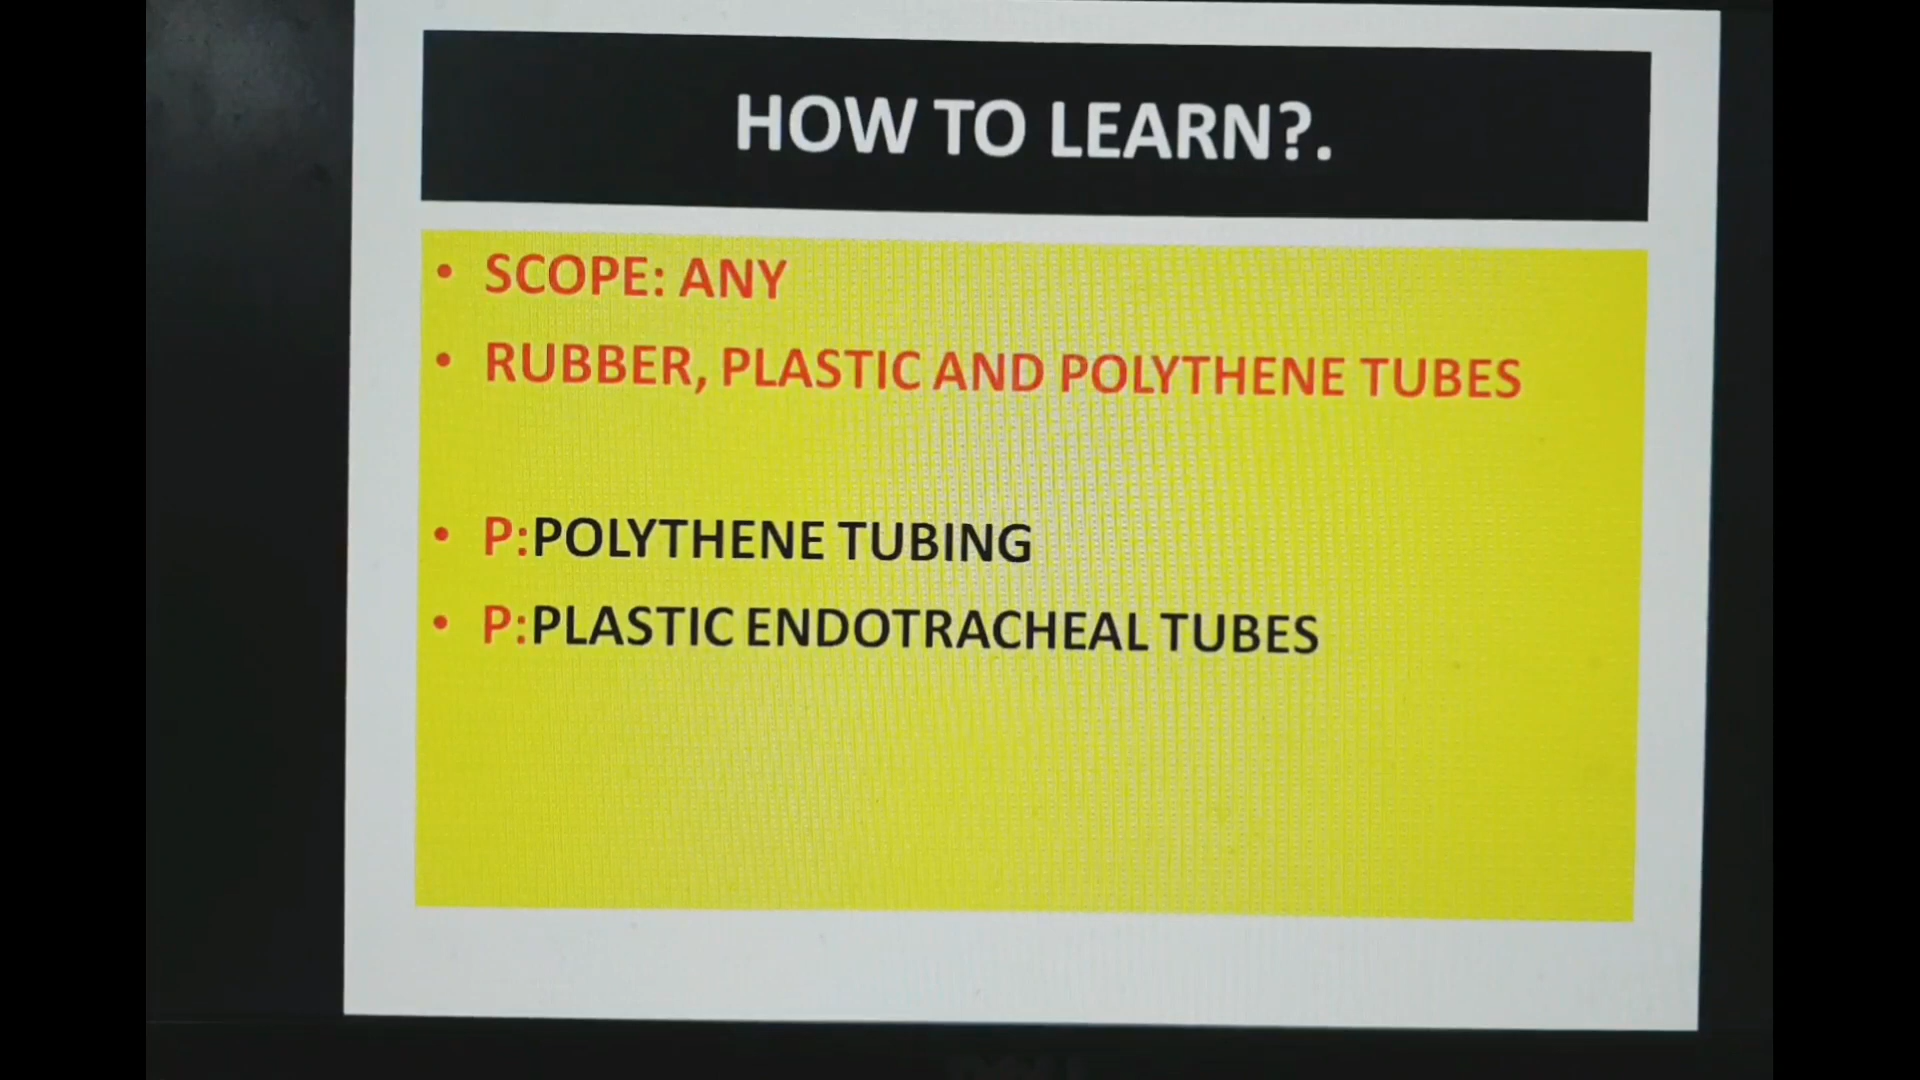 HOW TO LEARN?.
• SCOPE: ANY
• RUBBER, PLASTIC AND POLYTHENE TUBES
• P:POLYTHENE TUBING
• P:PLASTIC ENDOTRACHEAL TUBES